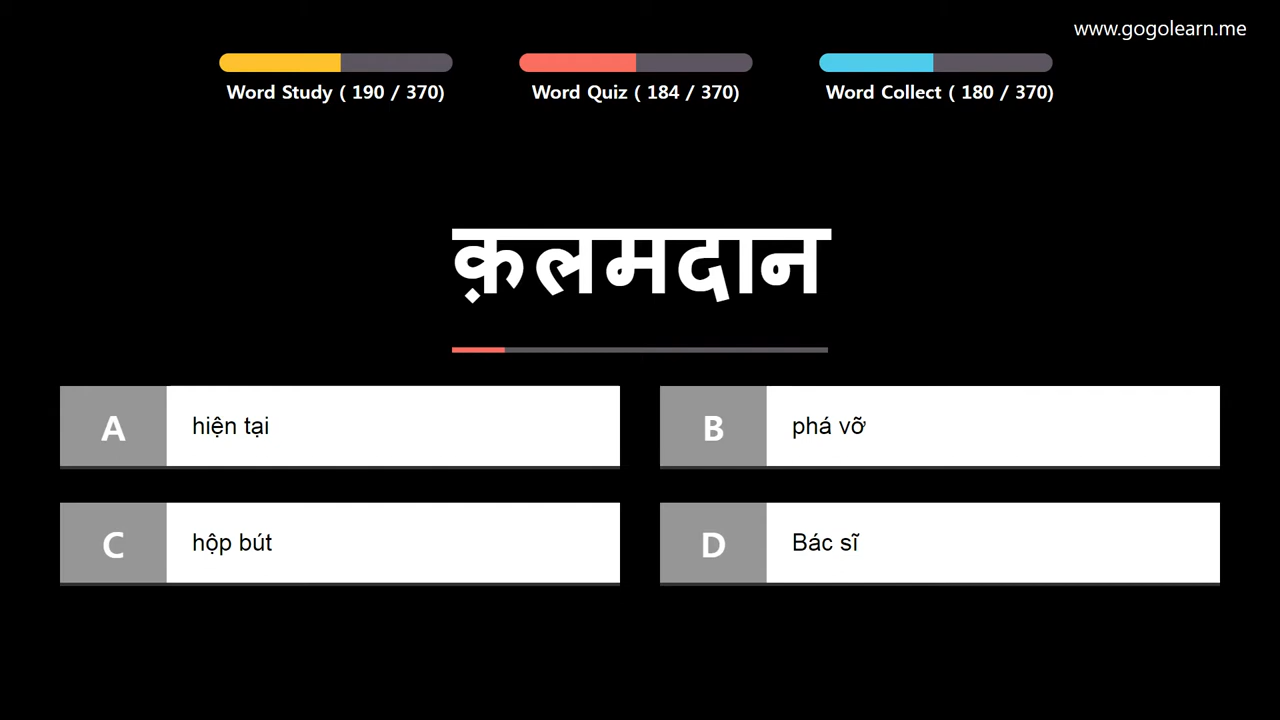 www.gogolearn.me
Word Study ( 190 / 370)
Word Quiz ( 184 / 370)
Word Collect ( 180 / 370)
क़लमदान
A hiện tại
B phá vỡ
C hộp bút
D Bác sĩ